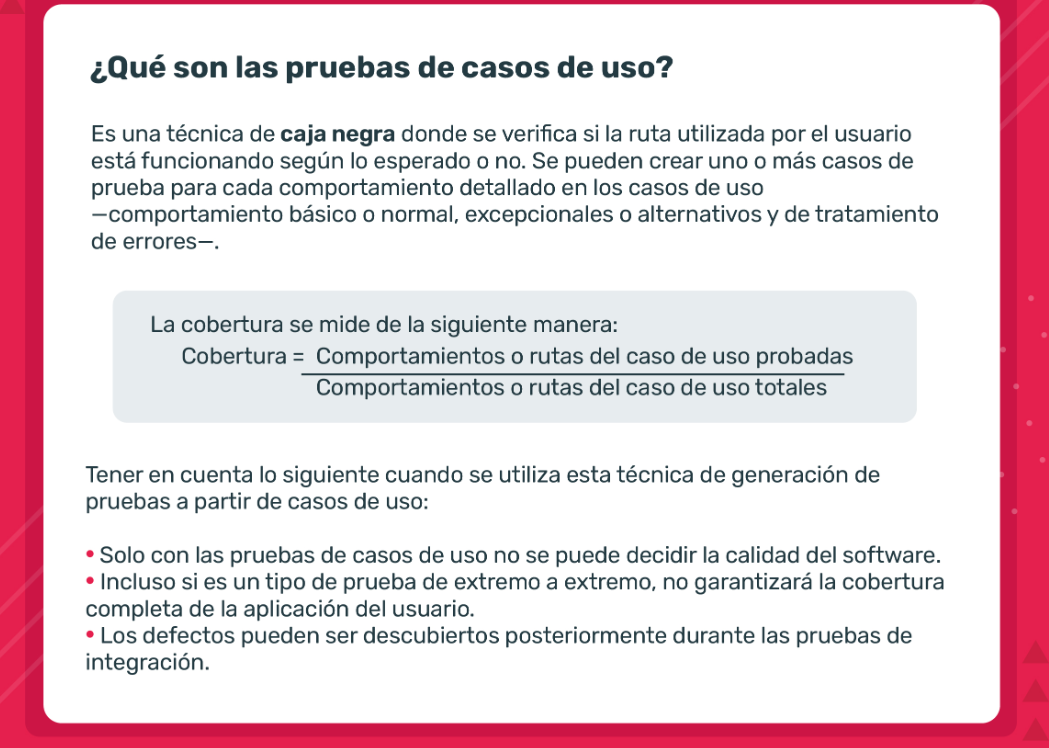 ¿Qué son las pruebas de casos de uso?
Es una técnica de caja negra donde se verifica si la ruta utilizada por el usuario
está funcionando según lo esperado o no. Se pueden crear uno o más casos de
prueba para cada comportamiento detallado en los casos de uso
—comportamiento básico o normal, excepcionales o alternativos y de tratamiento
de errores—.
La cobertura se mide de la siguiente manera:
Cobertura = Comportamientos o rutas del caso de uso probadas
Comportamientos o rutas del caso de uso totales
Tener en cuenta lo siguiente cuando se utiliza esta técnica de generación de
pruebas a partir de casos de uso:
• Solo con las pruebas de casos de uso no se puede decidir la calidad del software.
• Incluso si es un tipo de prueba de extremo a extremo, no garantizará la cobertura
completa de la aplicación del usuario.
• Los defectos pueden ser descubiertos posteriormente durante las pruebas de
integración.